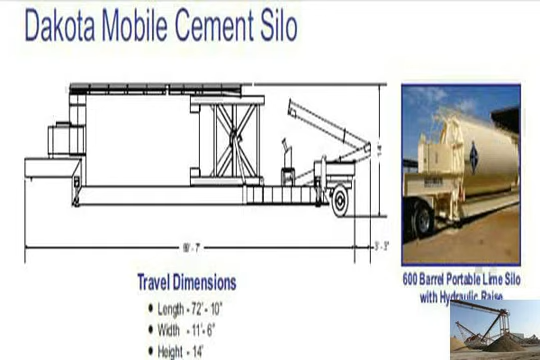 Dakota Mobile Cement Silo
Travel Dimensions
• Length - 72' - 10"
• Width - 11' - 6"
• Height - 14'
600 Barrel Portable Lime Silo
with Hydraulic Raise